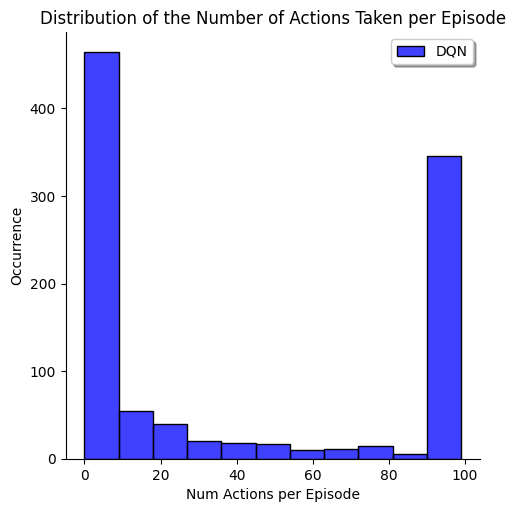 Distribution of the Number of Actions Taken per Episode
DQN
Occurrence
400
300
200
100
0
0 20 40 60 80 100
Num Actions per Episode